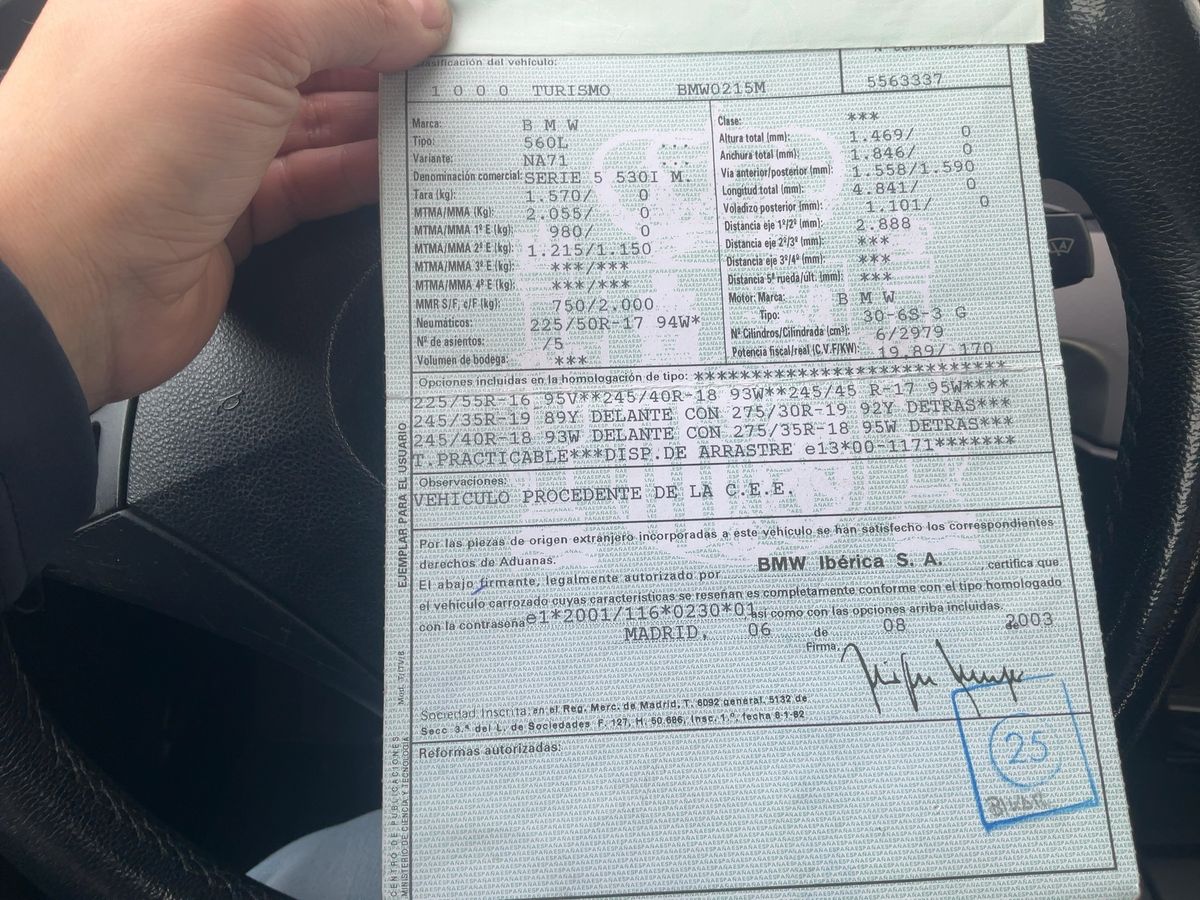 Clasificación del vehículo:
1 0 0 0 TURISMO BMW0215M
5563337
Marca: B M W
Tipo: 560L
Variante: NA71
Denominación comercial: SERIE 5 530I M.
Tara (kg): 1.570/ 0
MTMA/MMA (Kg): 2.055/ 0
MTMA/MMA 1º E (kg): 980/ 0
MTMA/MMA 2º E (kg): 1.215/1.150
MTMA/MMA 3º E (kg): ***/***
MTMA/MMA 4º E (kg): ***/***
MMR S/F, c/F (kg): 750/2.000
Neumáticos: 225/50R-17 94W*
Nº de asientos: /5
Volumen de bodega: ***
Clase: ***
Altura total (mm): 1.469/ 0
Anchura total (mm): 1.846/ 0
Via anterior/posterior (mm): 1.558/1.590
Longitud total (mm): 4.841/ 0
Voladizo posterior (mm): 1.101/ 0
Distancia eje 1º/2º (mm): 2.888
Distancia eje 2º/3º (mm): ***
Distancia eje 3º/4º (mm): ***
Distancia 5ª rueda/últ. (mm): ***
Motor: Marca: B M W
Tipo: 30-6S-3 G
Nº Cilindros/Cilindrada (cm³): 6/2979
Potencia fiscal/real (C.V.F/KW): 19,89/ 170
Opciones incluidas en la homologación de tipo: *************************
225/55R-16 95V**245/40R-18 93W**245/45 R-17 95W****
245/35R-19 89Y DELANTE CON 275/30R-19 92Y DETRAS***
245/40R-18 93W DELANTE CON 275/35R-18 95W DETRAS***
T.PRACTICABLE***DISP.DE ARRASTRE e13*00-1171*******
Observaciones:
VEHICULO PROCEDENTE DE LA C.E.E.
Por las piezas de origen extranjero incorporadas a este vehículo se han satisfecho los correspondientes
derechos de Aduanas.
El abajo firmante, legalmente autorizado por BMW Ibérica S. A. , certifica que
el vehículo carrozado cuyas características se reseñan es completamente conforme con el tipo homologado
con la contraseña e1*2001/116*0230*01 así como con las opciones arriba incluidas.
MADRID, 06 de 08 de 2003
Firma:
Sociedad Inscrita: en el Reg. Merc. de Madrid, T. 6092 general, 5132 de
Secc 3.ª del L. de Sociedades F. 127, H. 50.686, Insc. 1.ª, fecha 8-1-82
25
Reformas autorizadas:
EJEMPLAR PARA EL USUARIO
CENTRO DE PUBLICACIONES
MINISTERIO DE CIENCIA Y TECNOLOGÍA